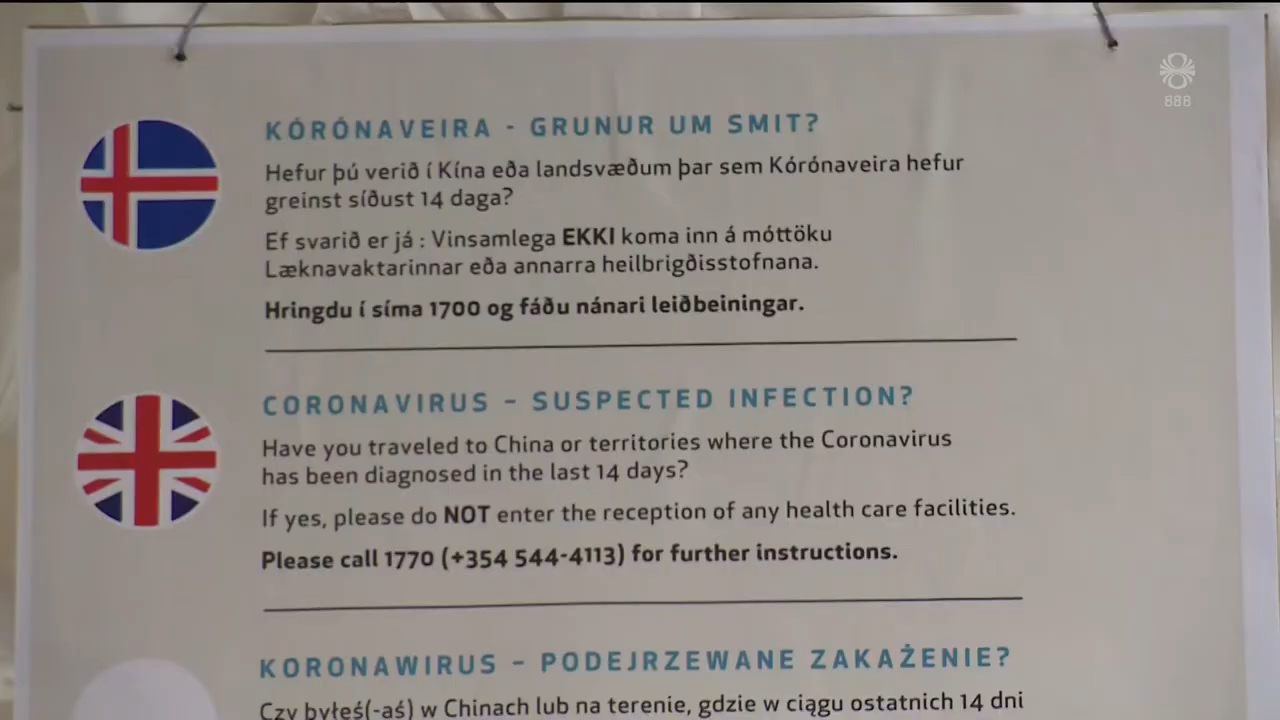 888
KÓRÓNAVEIRA - GRUNUR UM SMIT?
Hefur þú verið í Kína eða landsvæðum þar sem Kórónaveira hefur
greinst síðust 14 daga?
Ef svarið er já : Vinsamlega EKKI koma inn á móttöku
Læknavaktarinnar eða annarra heilbrigðisstofnana.
Hringdu í síma 1700 og fáðu nánari leiðbeiningar.
CORONAVIRUS – SUSPECTED INFECTION?
Have you traveled to China or territories where the Coronavirus
has been diagnosed in the last 14 days?
If yes, please do NOT enter the reception of any health care facilities.
Please call 1770 (+354 544-4113) for further instructions.
KORONAWIRUS – PODEJRZEWANE ZAKAŻENIE?
Czy byłeś(-aś) w Chinach lub na terenie, gdzie w ciągu ostatnich 14 dni